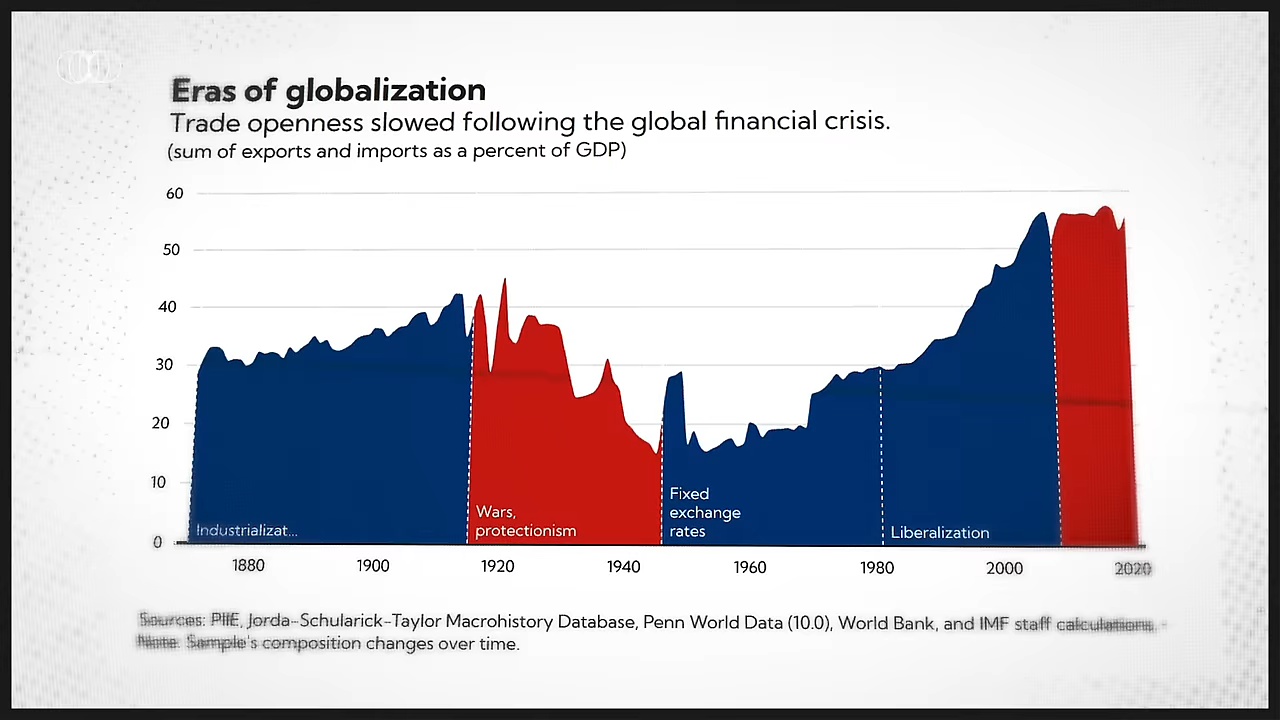 Eras of globalization
Trade openness slowed following the global financial crisis.
(sum of exports and imports as a percent of GDP)
60
50
40
30
20
10
0
Industrializat...
Wars,
protectionism
Fixed
exchange
rates
Liberalization
1880
1900
1920
1940
1960
1980
2000
2020
Sources: PIIE, Jorda-Schularick-Taylor Macrohistory Database, Penn World Data (10.0), World Bank, and IMF staff calculations.
Note. Sample's composition changes over time.